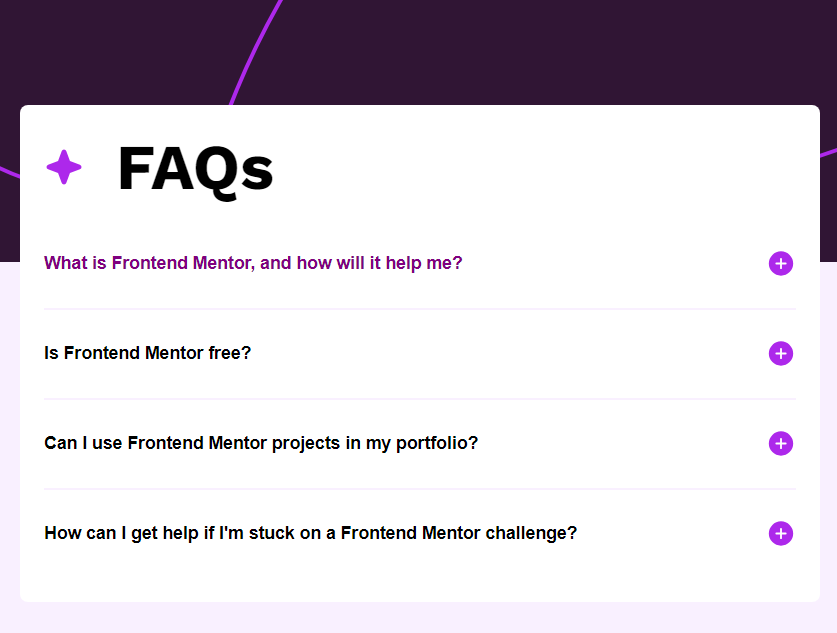 FAQs
What is Frontend Mentor, and how will it help me?
Is Frontend Mentor free?
Can I use Frontend Mentor projects in my portfolio?
How can I get help if I'm stuck on a Frontend Mentor challenge?